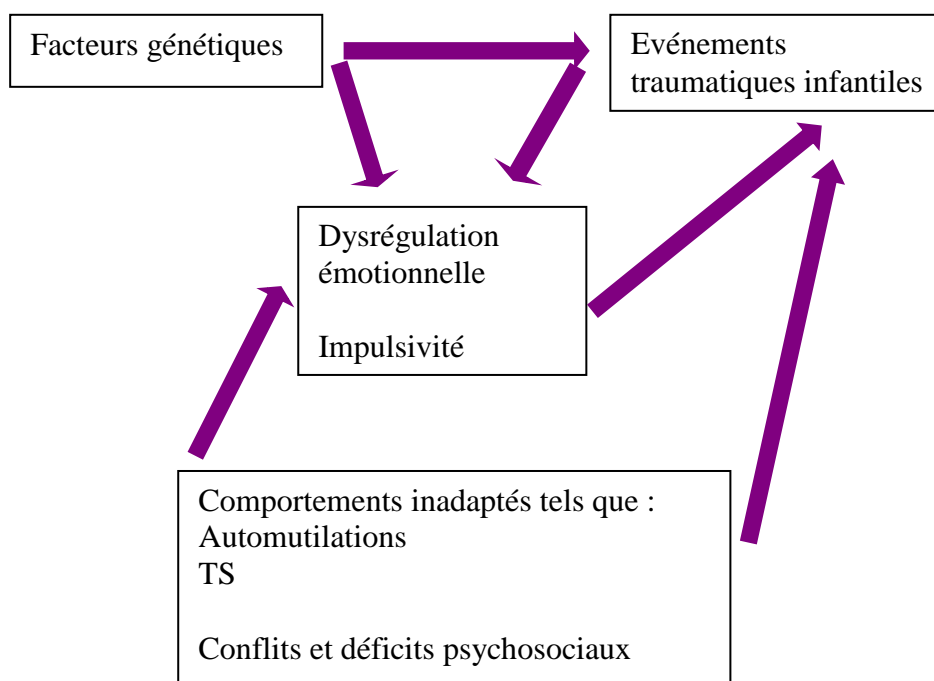 Facteurs génétiques
Evénements
traumatiques infantiles
Dysrégulation
émotionnelle
Impulsivité
Comportements inadaptés tels que :
Automutilations
TS
Conflits et déficits psychosociaux